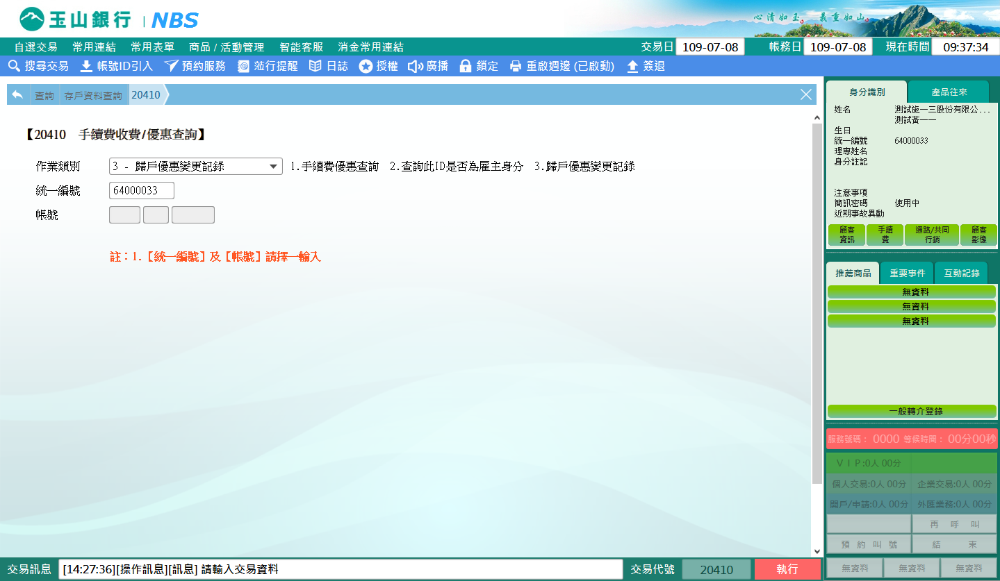 玉山銀行 | NBS
心清如玉。義重如山。
自選交易 常用連結 常用表單 商品 / 活動管理 智能客服 消金常用連結 交易日 109-07-08 帳務日 109-07-08 現在時間 09:37:34
搜尋交易 帳號ID引入 預約服務 蒞行提醒 日誌 授權 廣播 鎖定 重啟週邊 (已啟動) 簽退
查詢 存戶資料查詢 20410
【20410 手續費收費/優惠查詢】
作業類別 3 - 歸戶優惠變更記錄 1.手續費優惠查詢 2.查詢此ID是否為雇主身分 3.歸戶優惠變更記錄
統一編號 64000033
帳號
註：1.【統一編號】及【帳號】請擇一輸入
身分識別 產品往來
姓名 測試施一三股份有限公...
測試黃一一
生日
統一編號 64000033
理專姓名
身分註記
注意事項
簡訊密碼 使用中
近期事故異動
顧客資訊 手續費 通路/共同行銷 顧客影像
推薦商品 重要事件 互動記錄
無資料
無資料
無資料
一般轉介登錄
服務號碼： 0000 等候時間： 00分00秒
ＶＩＰ:0人 00分
個人交易:0人 00分 企業交易:0人 00分
開戶/申請:0人 00分 外匯業務:0人 00分
再 呼 叫
預 約 叫 號 結 束
無資料 無資料 無資料
交易訊息 [14:27:36][操作訊息][訊息] 請輸入交易資料 交易代號 20410 執行